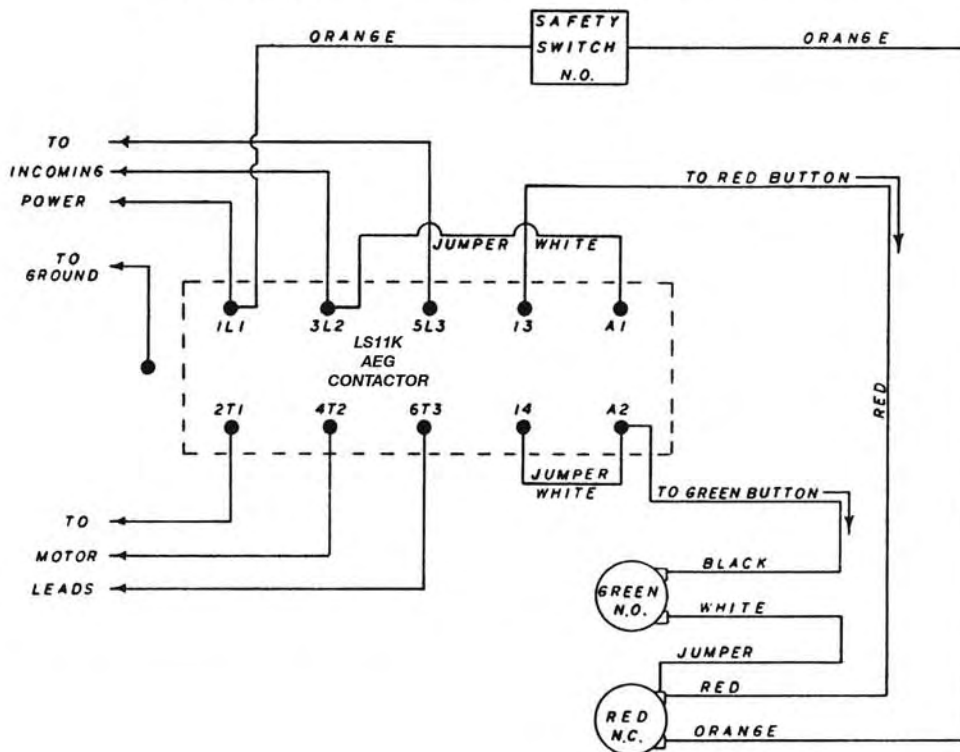 SAFETY
SWITCH
N.O.
ORANGE
ORANGE
TO
INCOMING
POWER
TO RED BUTTON
JUMPER WHITE
TO
GROUND
1L1 3L2 5L3 13 A1
LS11K
AEG
CONTACTOR
RED
2T1 4T2 6T3 14 A2
JUMPER
WHITE
TO GREEN BUTTON
TO
MOTOR
LEADS
BLACK
GREEN
N.O.
WHITE
JUMPER
RED
RED
N.C.
ORANGE